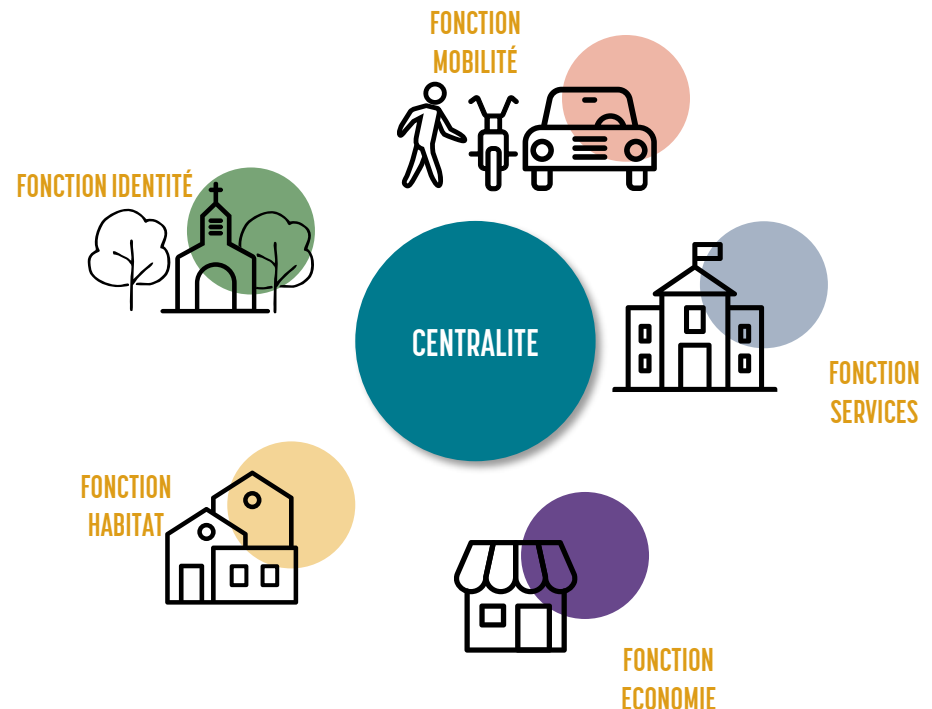 FONCTION
MOBILITÉ
FONCTION IDENTITÉ
CENTRALITE
FONCTION
SERVICES
FONCTION
HABITAT
FONCTION
ECONOMIE